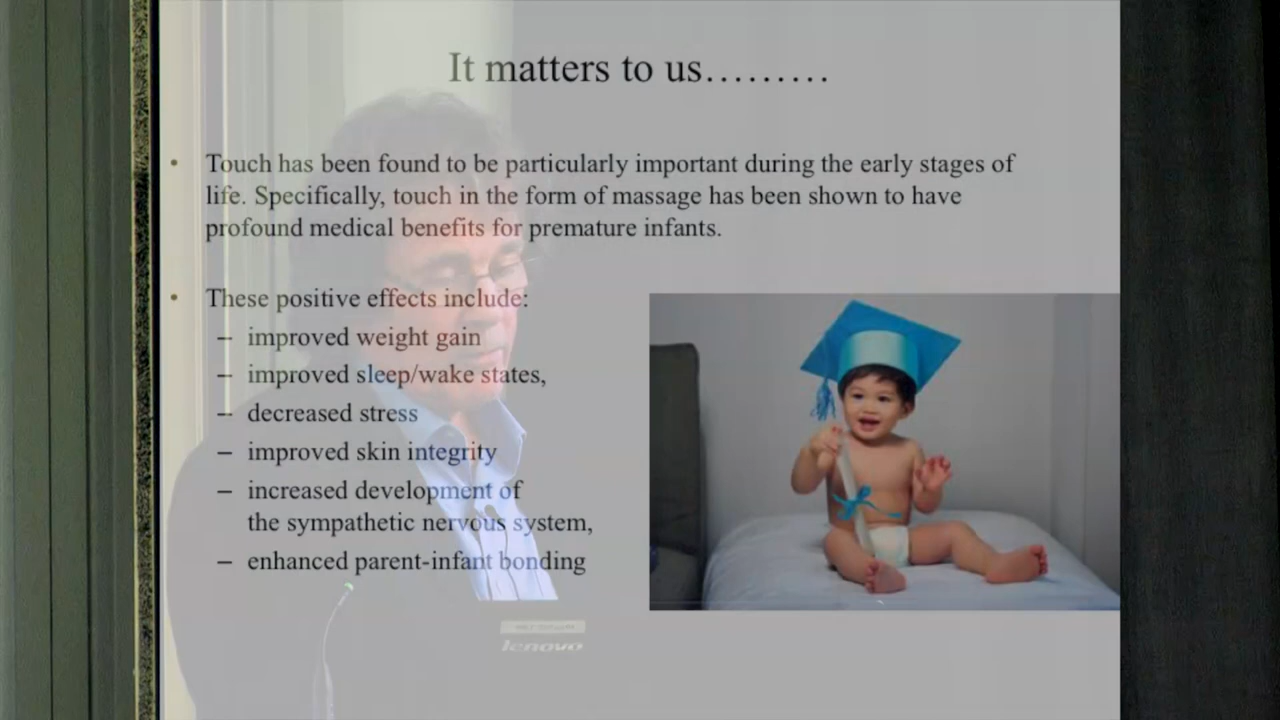 It matters to us………
• Touch has been found to be particularly important during the early stages of
life. Specifically, touch in the form of massage has been shown to have
profound medical benefits for premature infants.
• These positive effects include:
– improved weight gain
– improved sleep/wake states,
– decreased stress
– improved skin integrity
– increased development of
the sympathetic nervous system,
– enhanced parent-infant bonding
lenovo